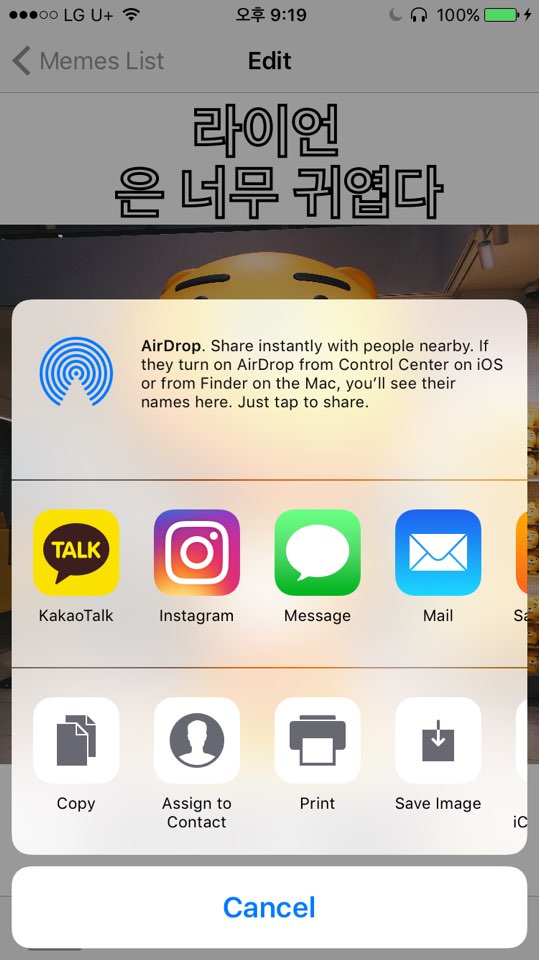 LG U+ 오후 9:19 100%
Memes List Edit
라이언
은 너무 귀엽다
AirDrop. Share instantly with people nearby. If
they turn on AirDrop from Control Center on iOS
or from Finder on the Mac, you’ll see their
names here. Just tap to share.
TALK
KakaoTalk Instagram Message Mail
Copy Assign to Print Save Image
Contact
Cancel